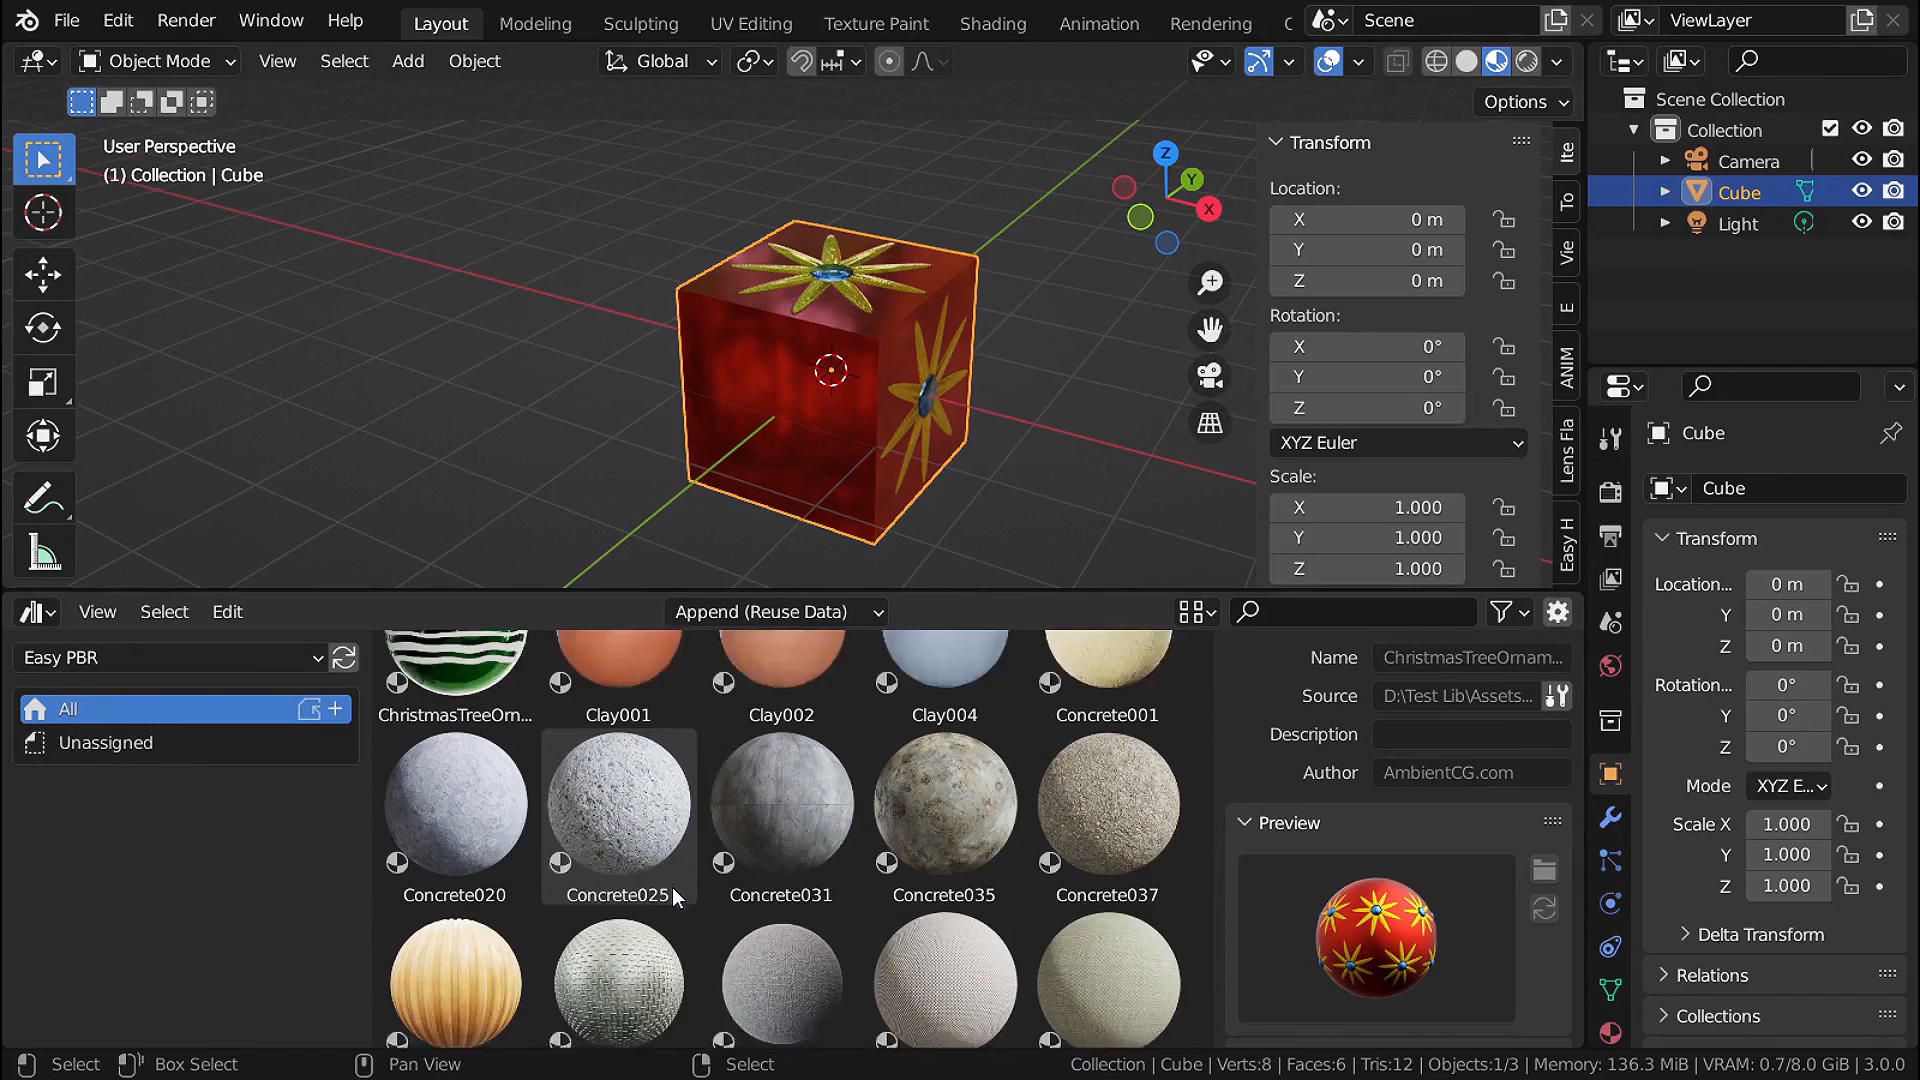 File Edit Render Window Help Layout Modeling Sculpting UV Editing Texture Paint Shading Animation Rendering C Scene ViewLayer
Object Mode View Select Add Object Global
Options
User Perspective
(1) Collection | Cube
Z
Y
X
Transform
Location:
X 0 m
Y 0 m
Z 0 m
Rotation:
X 0°
Y 0°
Z 0°
XYZ Euler
Scale:
X 1.000
Y 1.000
Z 1.000
Ite
To
Vie
E
ANIM
Lens Fla
Easy H
Scene Collection
Collection
Camera
Cube
Light
Cube
Cube
Transform
Location... 0 m
Y 0 m
Z 0 m
Rotation... 0°
Y 0°
Z 0°
Mode XYZ E...
Scale X 1.000
Y 1.000
Z 1.000
Delta Transform
Relations
Collections
View Select Edit Append (Reuse Data)
Easy PBR
All
Unassigned
ChristmasTreeOrn... Clay001 Clay002 Clay004 Concrete001
Concrete020 Concrete025 Concrete031 Concrete035 Concrete037
Name ChristmasTreeOrnam...
Source D:\Test Lib\Assets...
Description
Author AmbientCG.com
Preview
Select Box Select Pan View Select Collection | Cube | Verts:8 | Faces:6 | Tris:12 | Objects:1/3 | Memory: 136.3 MiB | VRAM: 0.7/8.0 GiB | 3.0.0